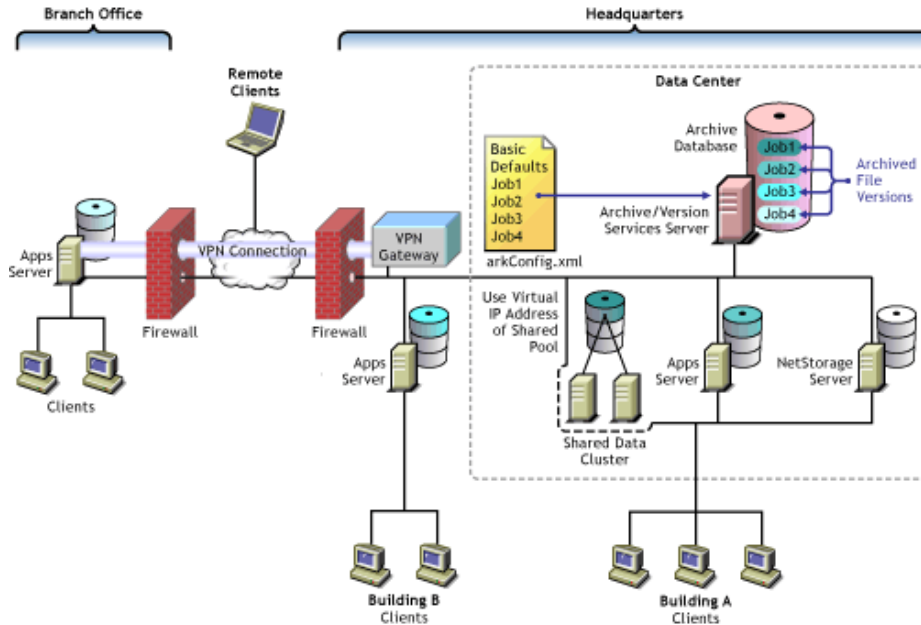 Branch Office
Headquarters
Remote
Clients
Data Center
Basic
Defaults
Job1
Job2
Job3
Job4
arkConfig.xml
Archive
Database
Job1
Job2
Job3
Job4
Archived
File
Versions
Archive/Version
Services Server
Apps
Server
VPN Connection
VPN
Gateway
Firewall
Firewall
Clients
Apps
Server
Use Virtual
IP Address
of Shared
Pool
Apps
Server
NetStorage
Server
Shared Data
Cluster
Building B
Clients
Building A
Clients